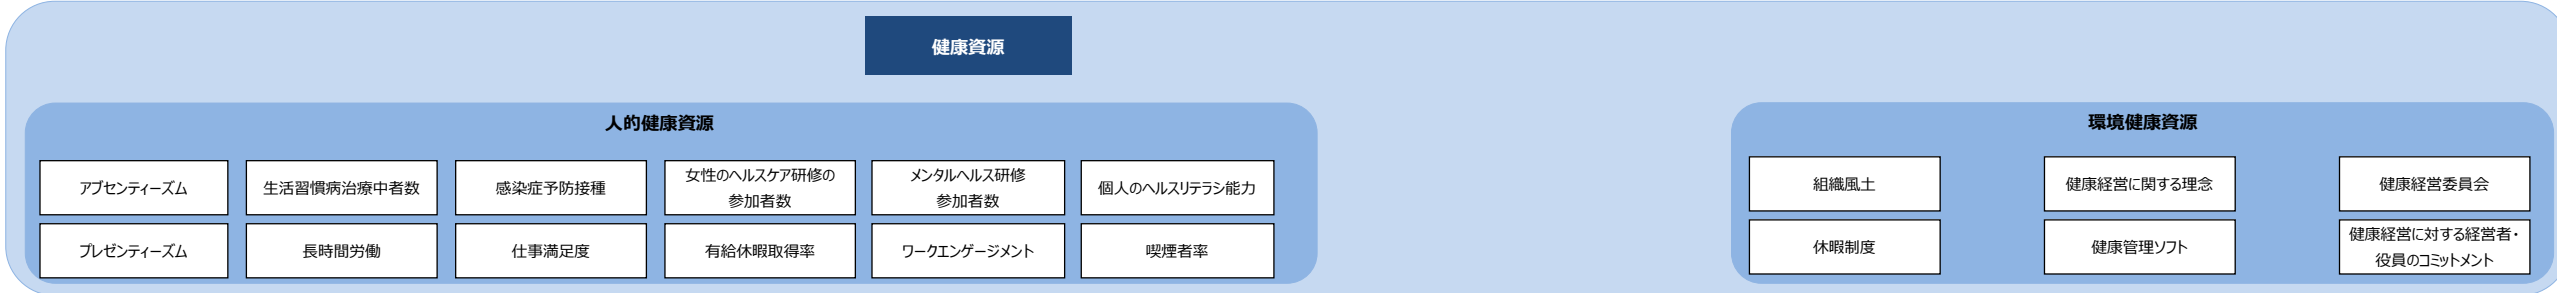 健康資源
人的健康資源
アブセンティーズム
生活習慣病治療中者数
感染症予防接種
女性のヘルスケア研修の
参加者数
メンタルヘルス研修
参加者数
個人のヘルスリテラシ能力
プレゼンティーズム
長時間労働
仕事満足度
有給休暇取得率
ワークエンゲージメント
喫煙者率
環境健康資源
組織風土
健康経営に関する理念
健康経営委員会
休暇制度
健康管理ソフト
健康経営に対する経営者・
役員のコミットメント